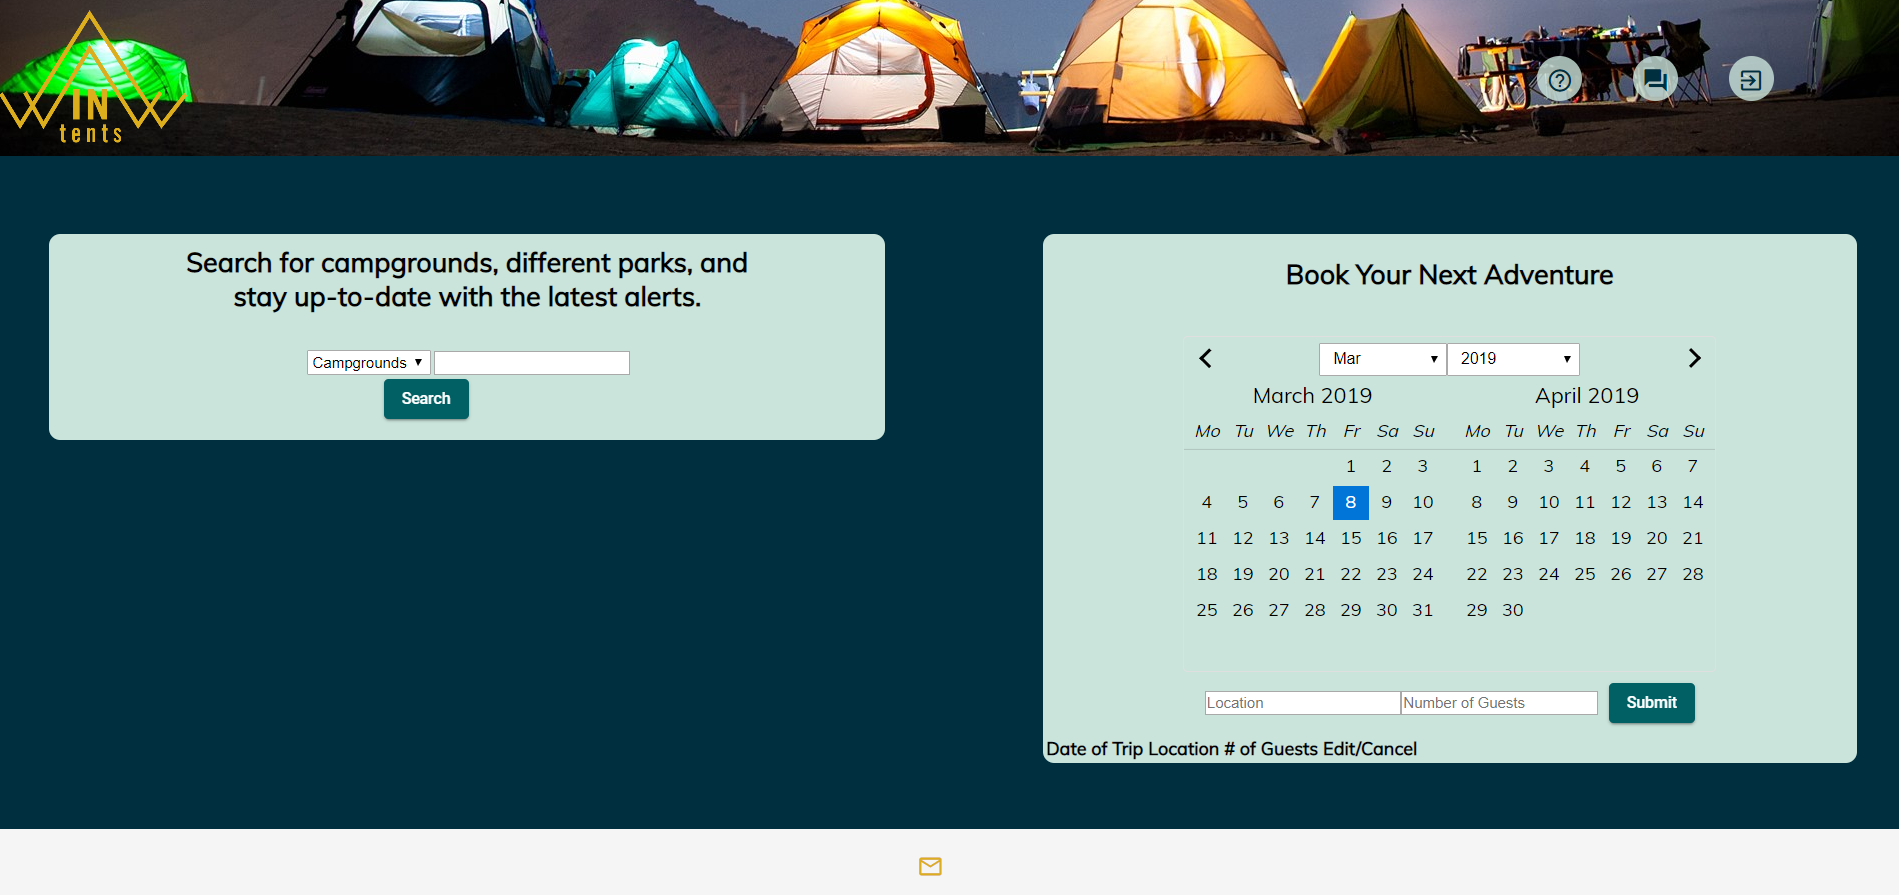 IN
tents
Search for campgrounds, different parks, and
stay up-to-date with the latest alerts.
Campgrounds
Search
Book Your Next Adventure
Mar 2019
March 2019 April 2019
Mo Tu We Th Fr Sa Su Mo Tu We Th Fr Sa Su
1 2 3 1 2 3 4 5 6 7
4 5 6 7 8 9 10 8 9 10 11 12 13 14
11 12 13 14 15 16 17 15 16 17 18 19 20 21
18 19 20 21 22 23 24 22 23 24 25 26 27 28
25 26 27 28 29 30 31 29 30
Location Number of Guests Submit
Date of Trip Location # of Guests Edit/Cancel